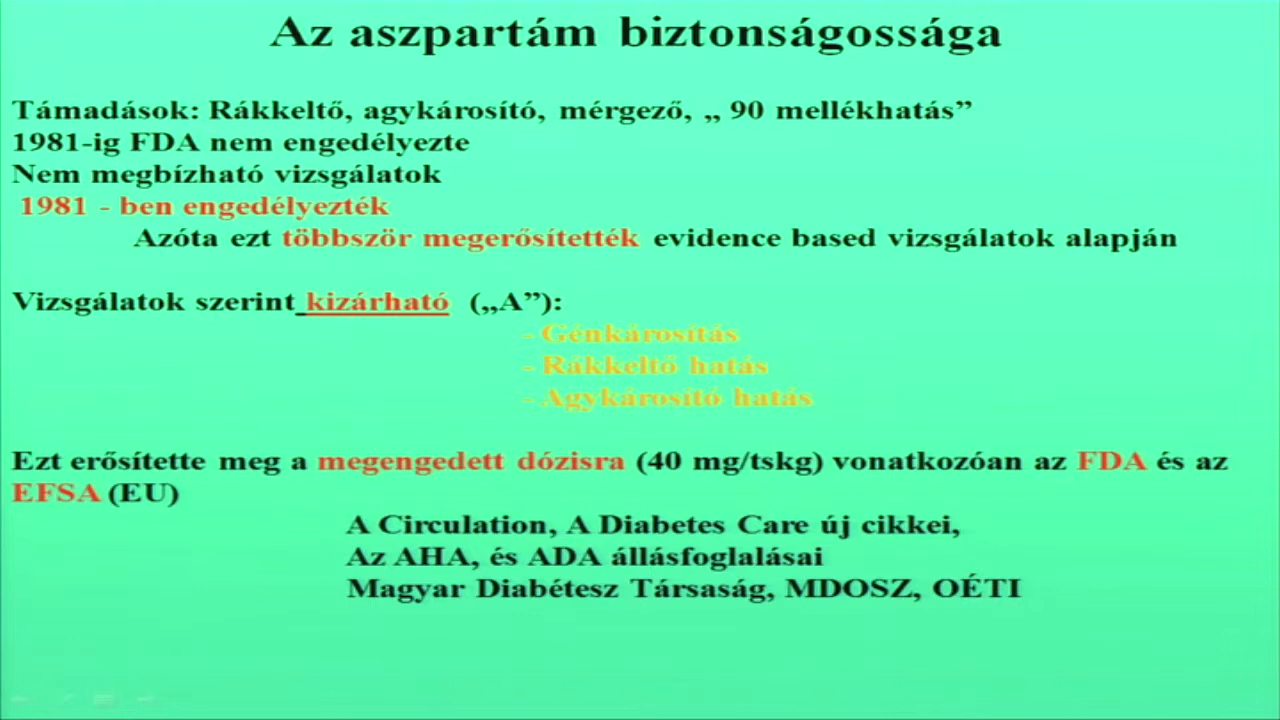 Az aszpartám biztonságossága
Támadások: Rákkeltő, agykárosító, mérgező, „ 90 mellékhatás”
1981-ig FDA nem engedélyezte
Nem megbízható vizsgálatok
1981 - ben engedélyezték
Azóta ezt többször megerősítették evidence based vizsgálatok alapján
Vizsgálatok szerint kizárható („A”):
- Génkárosítás
- Rákkeltő hatás
- Agykárosító hatás
Ezt erősítette meg a megengedett dózisra (40 mg/tskg) vonatkozóan az FDA és az
EFSA (EU)
A Circulation, A Diabetes Care új cikkei,
Az AHA, és ADA állásfoglalásai
Magyar Diabétesz Társaság, MDOSZ, OÉTI